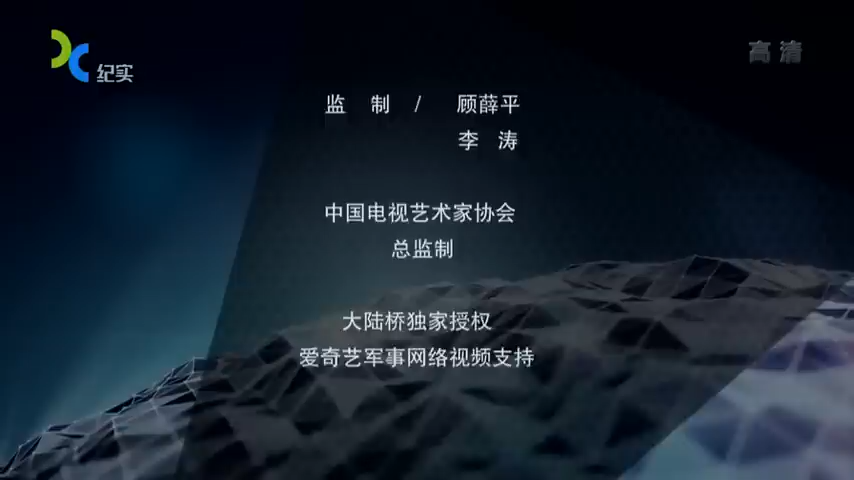 纪实
高清
监 制 / 顾薛平
李 涛
中国电视艺术家协会
总监制
大陆桥独家授权
爱奇艺军事网络视频支持